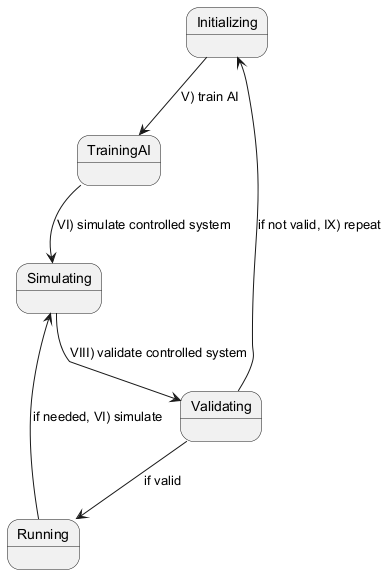 Initializing
V) train AI
TrainingAI
VI) simulate controlled system
if not valid, IX) repeat
Simulating
VIII) validate controlled system
Validating
if needed, VI) simulate
if valid
Running